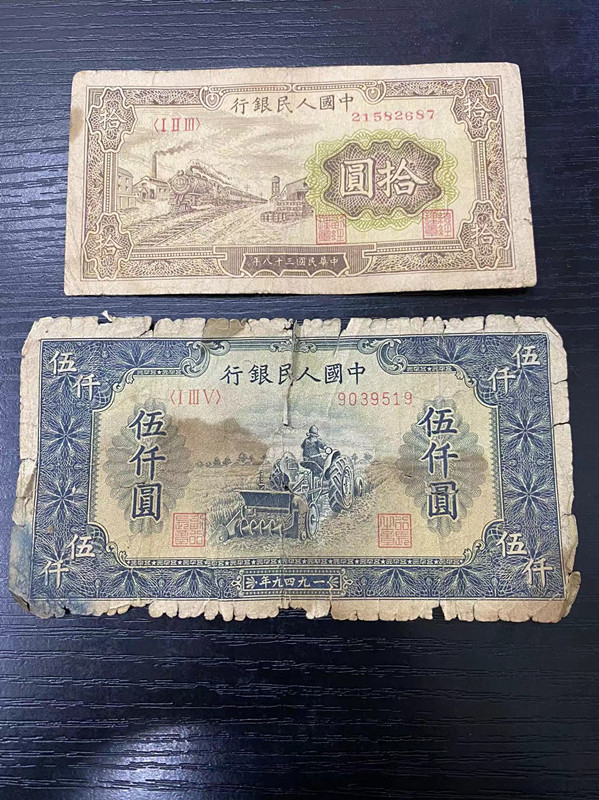 中國人民銀行
拾
拾
〈I II III〉
21582687
拾圓
拾
拾
中華民國三十八年
中國人民銀行
伍仟
伍仟
〈I III V〉
9039519
伍仟圓
伍仟圓
伍仟
伍仟
一九四九年